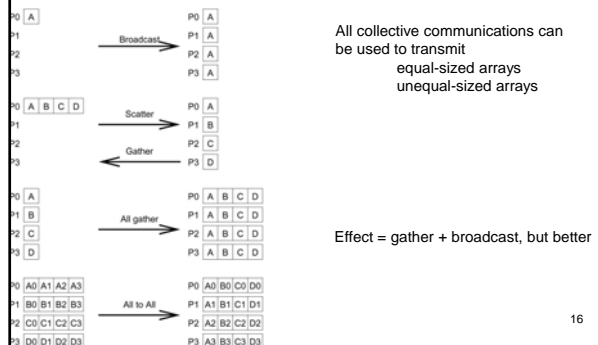 P0 A P0 A
P1 Broadcast P1 A
P2 P2 A
P3 P3 A
All collective communications can
be used to transmit
equal-sized arrays
unequal-sized arrays
P0 A B C D P0 A
P1 Scatter P1 B
P2 Gather P2 C
P3 P3 D
P0 A P0 A B C D
P1 B All gather P1 A B C D
P2 C P2 A B C D
P3 D P3 A B C D
Effect = gather + broadcast, but better
P0 A0 A1 A2 A3 P0 A0 B0 C0 D0
P1 B0 B1 B2 B3 All to All P1 A1 B1 C1 D1
P2 C0 C1 C2 C3 P2 A2 B2 C2 D2
P3 D0 D1 D2 D3 P3 A3 B3 C3 D3
16